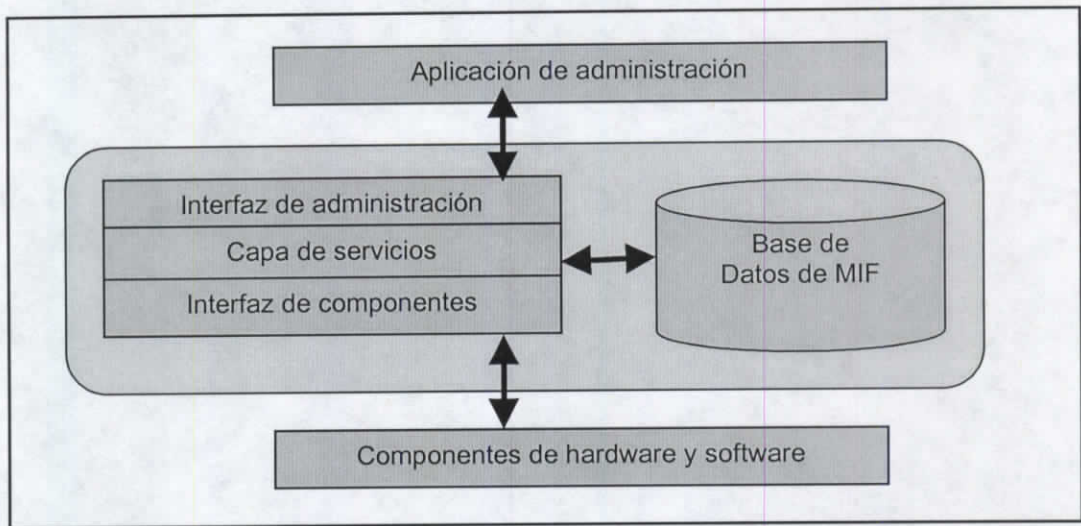 Aplicación de administración
Interfaz de administración
Capa de servicios
Interfaz de componentes
Base de
Datos de MIF
Componentes de hardware y software